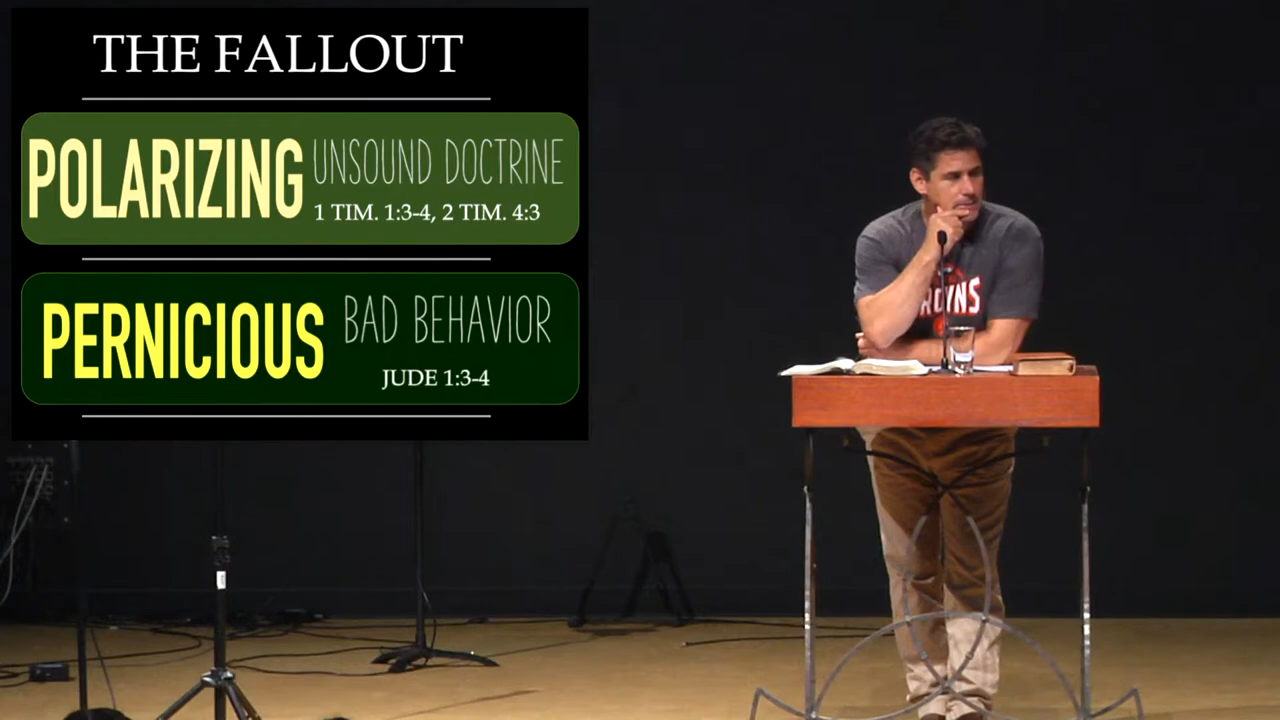 THE FALLOUT
POLARIZING
UNSOUND DOCTRINE
1 TIM. 1:3-4, 2 TIM. 4:3
PERNICIOUS
BAD BEHAVIOR
JUDE 1:3-4